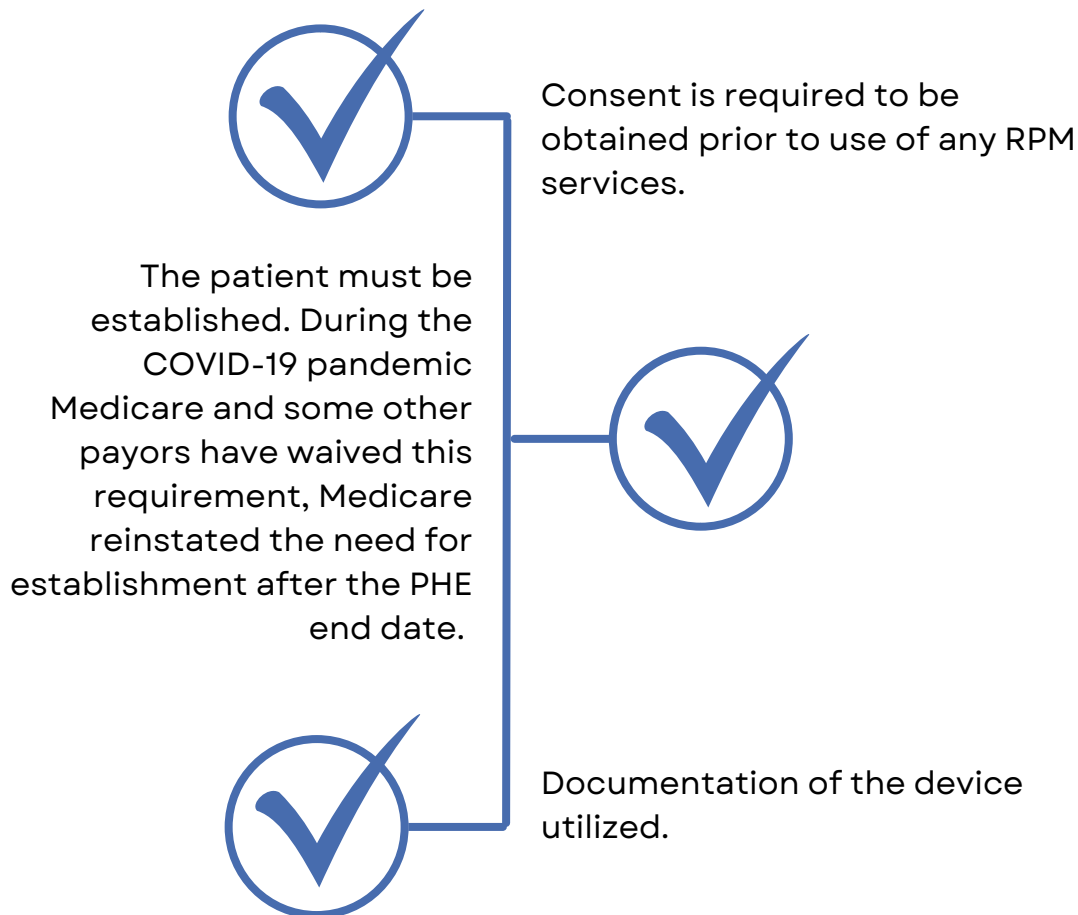 Consent is required to be
obtained prior to use of any RPM
services.
The patient must be
established. During the
COVID-19 pandemic
Medicare and some other
payors have waived this
requirement, Medicare
reinstated the need for
establishment after the PHE
end date.
Documentation of the device
utilized.